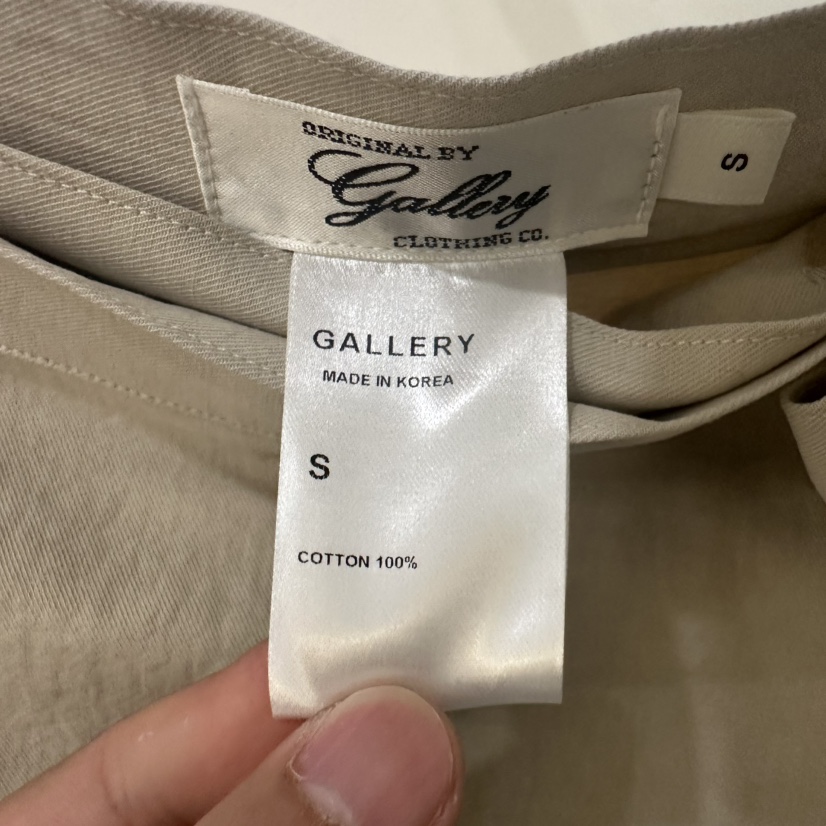 ORIGINAL BY
Gallery
CLOTHING CO.
S
GALLERY
MADE IN KOREA
S
COTTON 100%